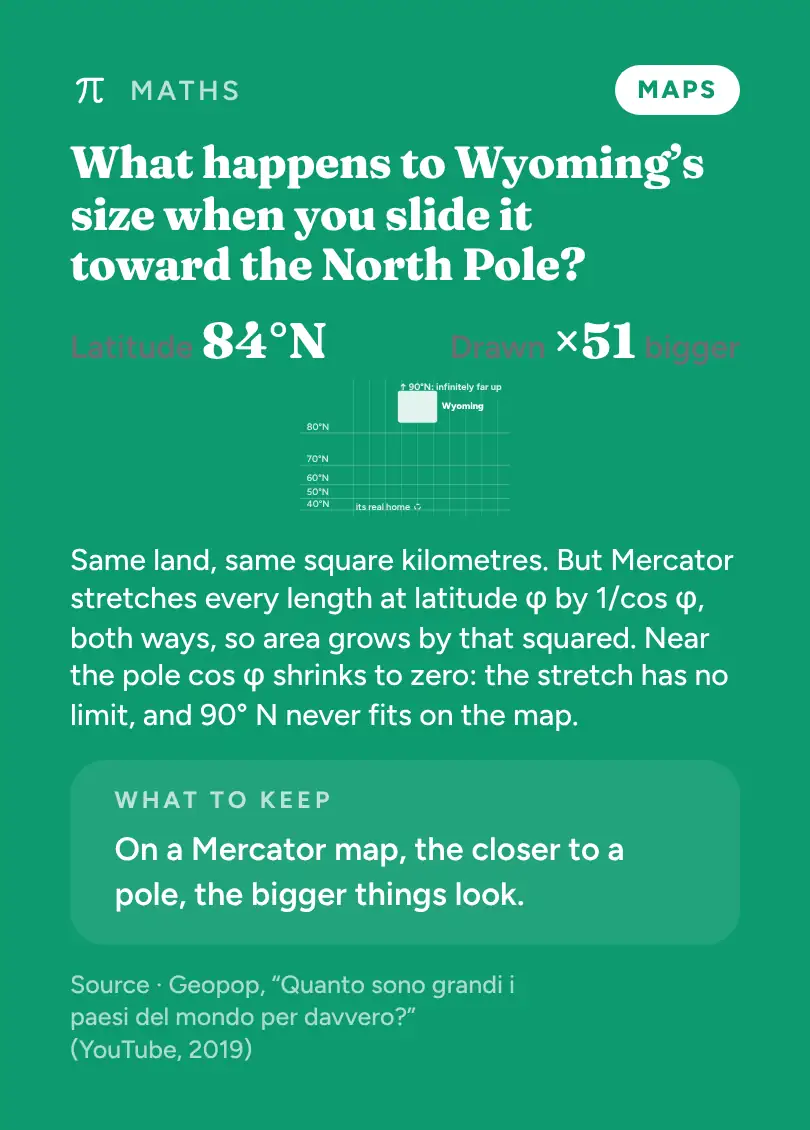 π MATHS
MAPS
What happens to Wyoming’s
size when you slide it
toward the North Pole?
Latitude 84°N
Drawn ×51 bigger
↑ 90°N: infinitely far up
Wyoming
80°N
70°N
60°N
50°N
40°N
its real home
Same land, same square kilometres. But Mercator
stretches every length at latitude φ by 1/cos φ,
both ways, so area grows by that squared. Near
the pole cos φ shrinks to zero: the stretch has no
limit, and 90° N never fits on the map.
WHAT TO KEEP
On a Mercator map, the closer to a
pole, the bigger things look.
Source · Geopop, “Quanto sono grandi i
paesi del mondo per davvero?”
(YouTube, 2019)